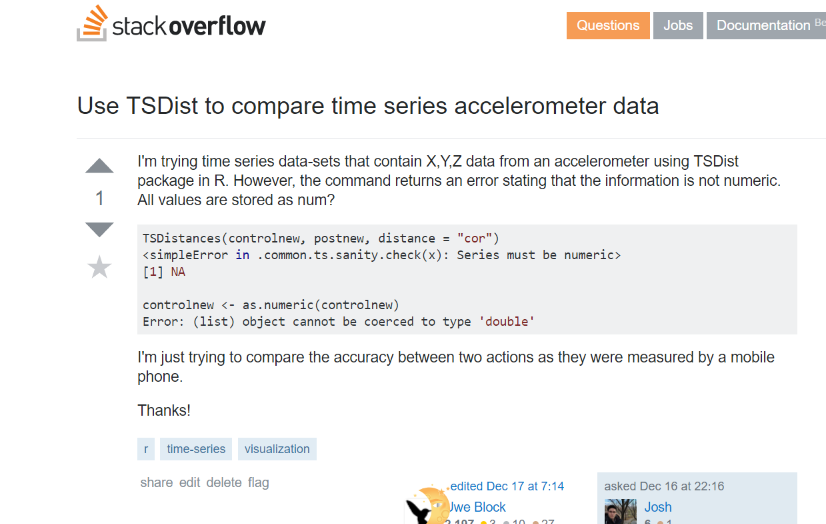 stackoverflow
Questions Jobs Documentation Be
Use TSDist to compare time series accelerometer data
I'm trying time series data-sets that contain X,Y,Z data from an accelerometer using TSDist
package in R. However, the command returns an error stating that the information is not numeric.
1
All values are stored as num?
TSDistances(controlnew, postnew, distance = "cor")
<simpleError in .common.ts.sanity.check(x): Series must be numeric>
[1] NA
controlnew <- as.numeric(controlnew)
Error: (list) object cannot be coerced to type 'double'
I'm just trying to compare the accuracy between two actions as they were measured by a mobile
phone.
Thanks!
r time-series visualization
share edit delete flag
edited Dec 17 at 7:14
Uwe Block
asked Dec 16 at 22:16
Josh